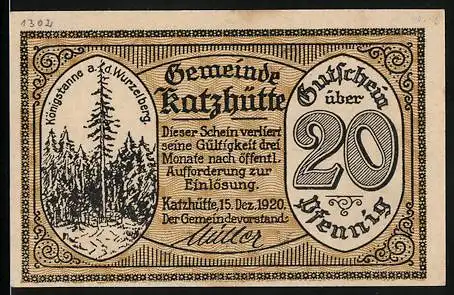 1302
Königstanne a. d. Wurzelberg.
Gemeinde
Katzhütte
Dieser Schein verliert
seine Gültigkeit drei
Monate nach öffentl.
Aufforderung zur
Einlösung.
Katzhütte, 15. Dez. 1920.
Der Gemeindevorstand:
Müller
Gutschein
über
20
Pfennig